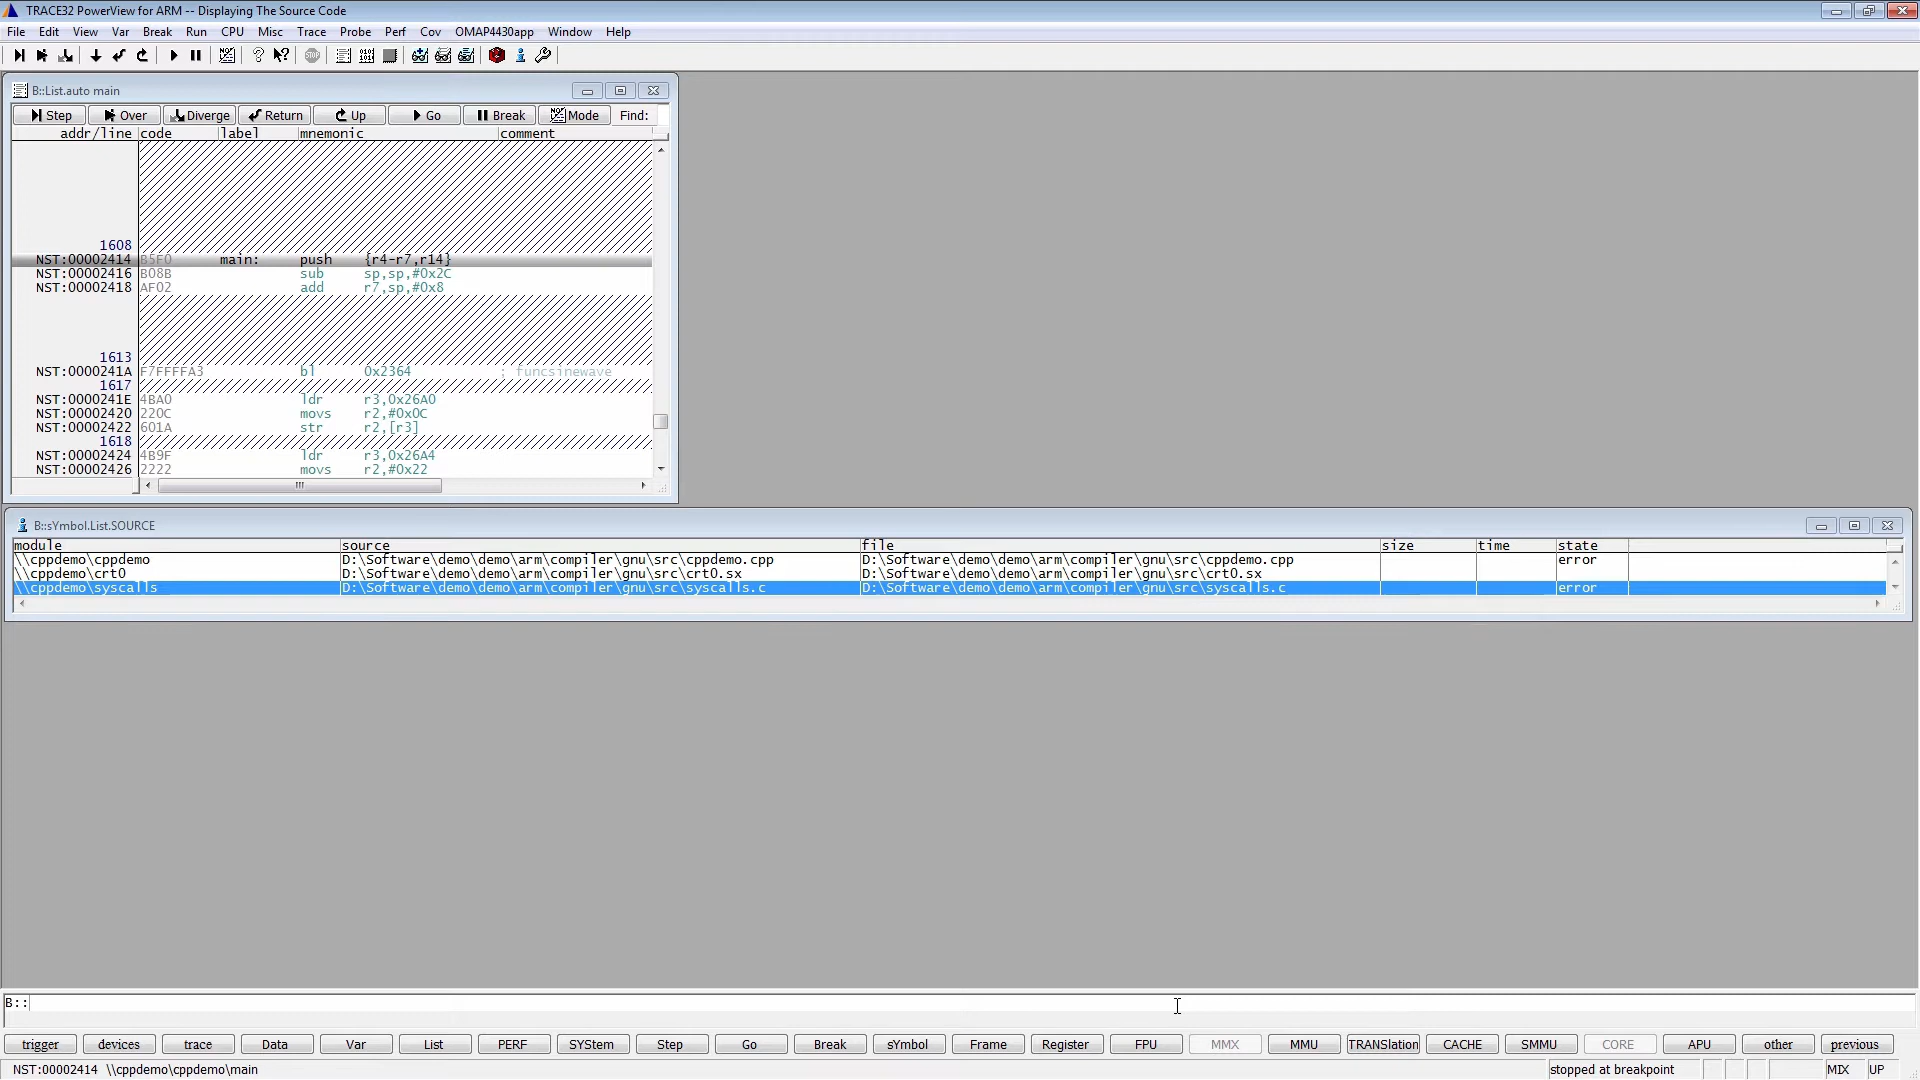 TRACE32 PowerView for ARM -- Displaying The Source Code
File Edit View Var Break Run CPU Misc Trace Probe Perf Cov OMAP4430app Window Help
B::List.auto main
Step Over Diverge Return Up Go Break Mode Find:
addr/line code label mnemonic comment
1608
NST:00002414 B5F0 main: push {r4-r7,r14}
NST:00002416 B08B sub sp,sp,#0x2C
NST:00002418 AF02 add r7,sp,#0x8
1613
NST:0000241A F7FFFFA3 bl 0x2364 ; funcsinewave
1617
NST:0000241E 4BA0 ldr r3,0x26A0
NST:00002420 220C movs r2,#0x0C
NST:00002422 601A str r2,[r3]
1618
NST:00002424 4B9F ldr r3,0x26A4
NST:00002426 2222 movs r2,#0x22
B::sYmbol.List.SOURCE
module source file size time state
\\cppdemo\cppdemo D:\Software\demo\demo\arm\compiler\gnu\src\cppdemo.cpp D:\Software\demo\demo\arm\compiler\gnu\src\cppdemo.cpp error
\\cppdemo\crt0 D:\Software\demo\demo\arm\compiler\gnu\src\crt0.sx D:\Software\demo\demo\arm\compiler\gnu\src\crt0.sx
\\cppdemo\syscalls D:\Software\demo\demo\arm\compiler\gnu\src\syscalls.c D:\Software\demo\demo\arm\compiler\gnu\src\syscalls.c error
B::
trigger devices trace Data Var List PERF SYStem Step Go Break sYmbol Frame Register FPU MMX MMU TRANSlation CACHE SMMU CORE APU other previous
NST:00002414 \\cppdemo\cppdemo\main stopped at breakpoint MIX UP